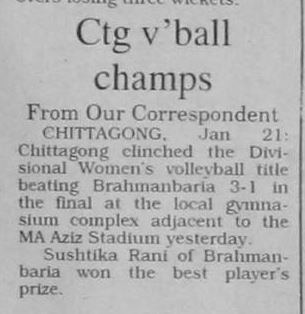 Ctg v'ball
champs
From Our Correspondent
CHITTAGONG, Jan 21:
Chittagong clinched the Divi-
sional Women's volleyball title
beating Brahmanbaria 3-1 in
the final at the local gymna-
sium complex adjacent to the
MA Aziz Stadium yesterday.
Sushtika Rani of Brahman-
baria won the best player's
prize.